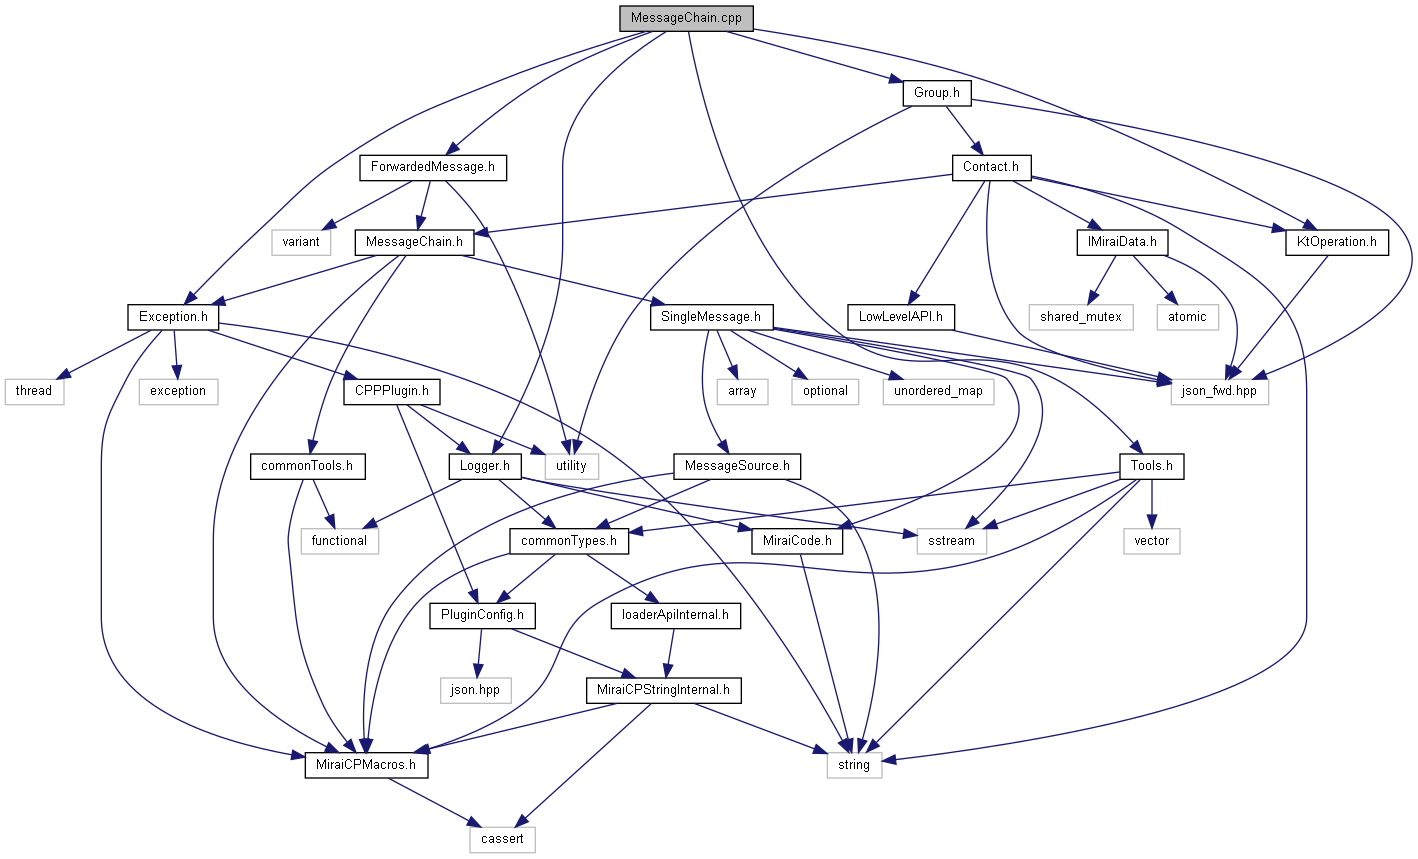 MessageChain.cpp
Group.h
ForwardedMessage.h
Contact.h
variant
MessageChain.h
IMiraiData.h
KtOperation.h
Exception.h
SingleMessage.h
LowLevelAPI.h
shared_mutex
atomic
thread
exception
CPPPlugin.h
array
optional
unordered_map
json_fwd.hpp
commonTools.h
Logger.h
utility
MessageSource.h
Tools.h
functional
commonTypes.h
MiraiCode.h
sstream
vector
PluginConfig.h
loaderApiInternal.h
json.hpp
MiraiCPStringInternal.h
MiraiCPMacros.h
string
cassert